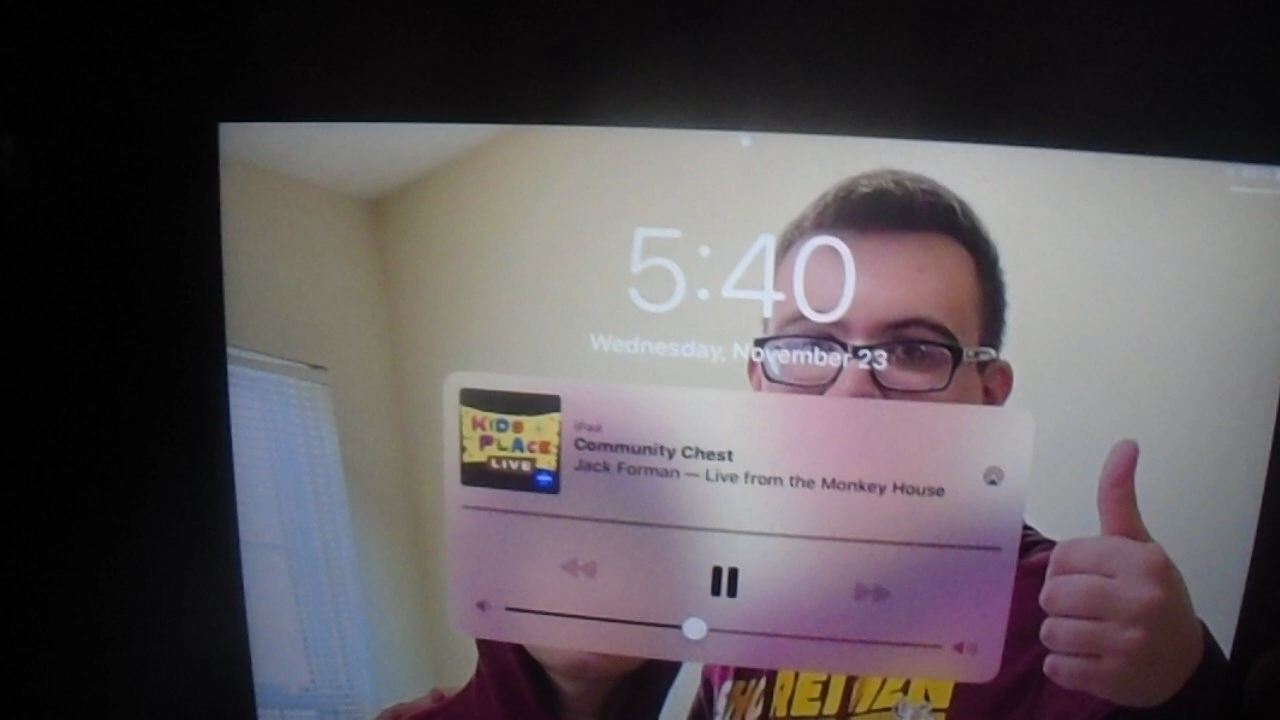 5:40
Wednesday, November 23
KIDS
PLACE
LIVE
iPad
Community Chest
Jack Forman — Live from the Monkey House